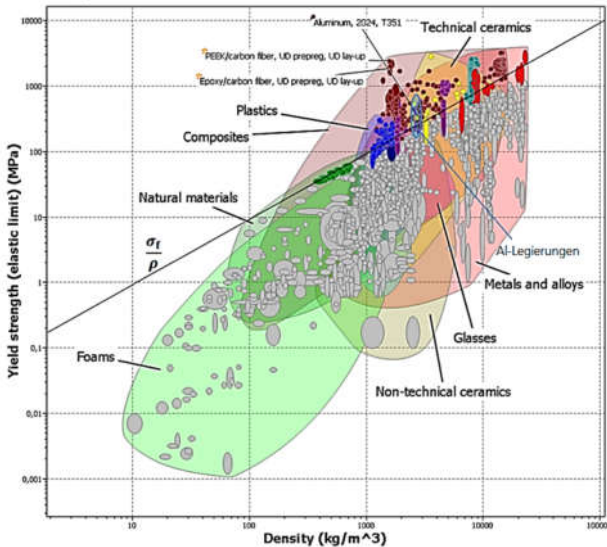 Aluminum, 2024, T351
Technical ceramics
PEEK/carbon fiber, UD prepreg, UD lay-up
Epoxy/carbon fiber, UD prepreg, UD lay-up
Plastics
Composites
Natural materials
σf
ρ
Al-Legierungen
Metals and alloys
Glasses
Foams
Non-technical ceramics
Yield strength (elastic limit) (MPa)
10000
1000
100
10
1
0,1
0,01
0,001
10
100
1000
10000
Density (kg/m^3)